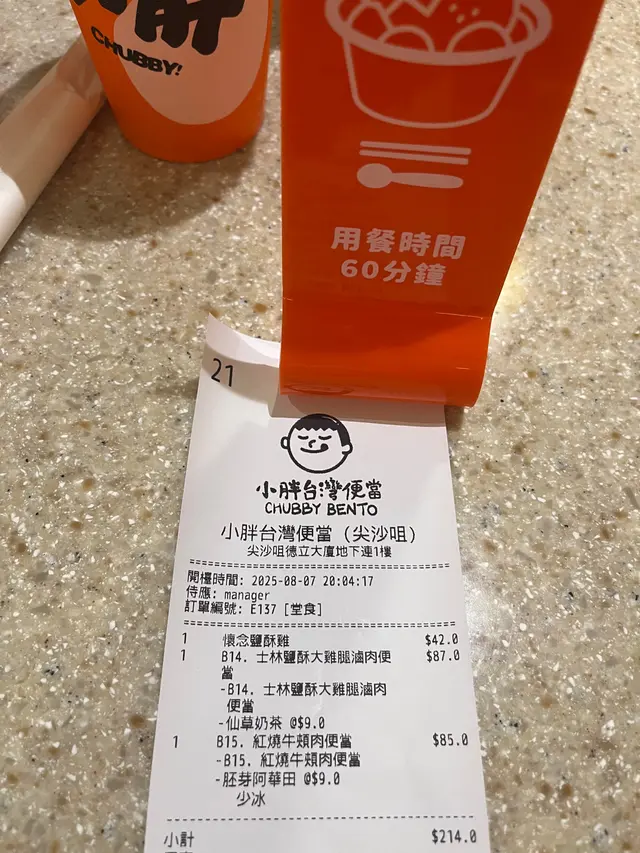 胖
CHUBBY!
用餐時間
60分鐘
21
小胖台灣便當
CHUBBY BENTO
小胖台灣便當（尖沙咀）
尖沙咀德立大廈地下連1樓
開檯時間: 2025-08-07 20:04:17
侍應: manager
訂單編號: E137 [堂食]
1 懷念鹽酥雞 $42.0
1 B14. 士林鹽酥大雞腿滷肉便 $87.0
當
-B14. 士林鹽酥大雞腿滷肉
便當
-仙草奶茶 @$9.0
1 B15. 紅燒牛頰肉便當 $85.0
-B15. 紅燒牛頰肉便當
-胚芽阿華田 @$9.0
少冰
小計 $214.0